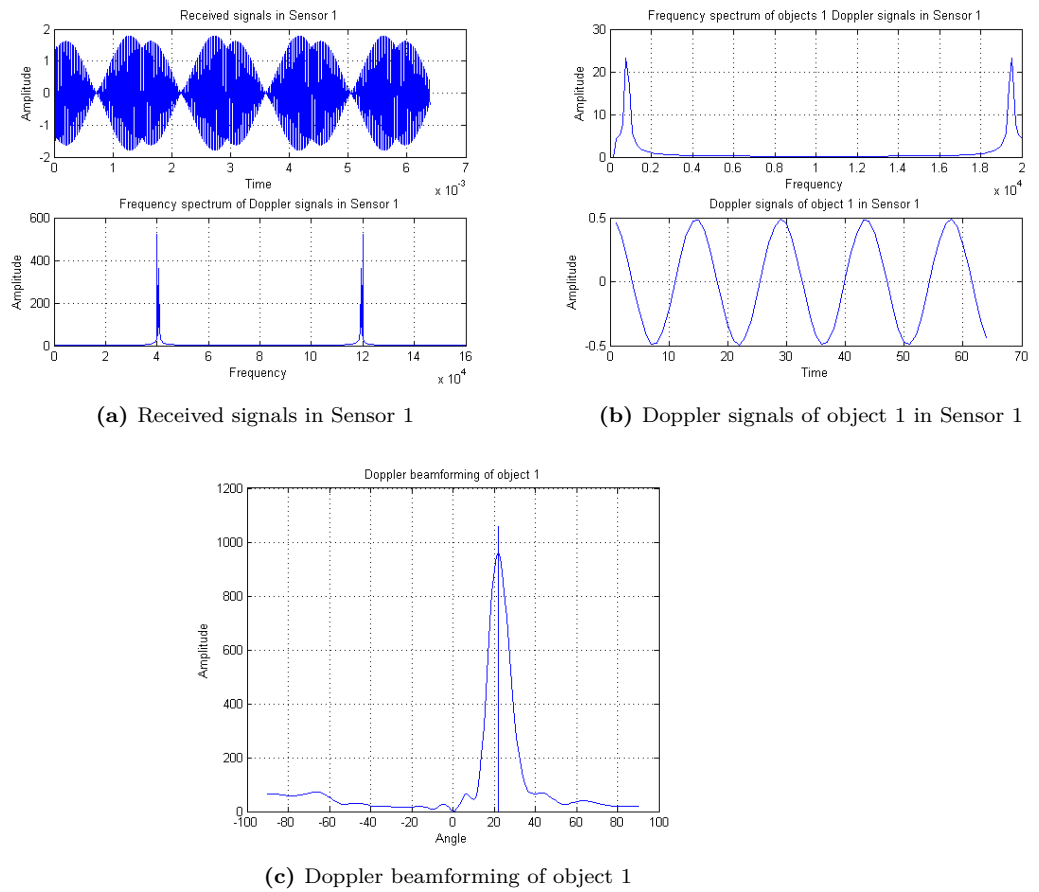 Received signals in Sensor 1
2
1
0
-1
-2
Amplitude
0 1 2 3 4 5 6 7
Time
x 10-3
Frequency spectrum of Doppler signals in Sensor 1
600
400
200
0
Amplitude
0 2 4 6 8 10 12 14 16
Frequency
x 10^4
(a) Received signals in Sensor 1
Frequency spectrum of objects 1 Doppler signals in Sensor 1
30
20
10
0
Amplitude
0 0.2 0.4 0.6 0.8 1 1.2 1.4 1.6 1.8 2
Frequency
x 10^4
Doppler signals of object 1 in Sensor 1
0.5
0
-0.5
Amplitude
0 10 20 30 40 50 60 70
Time
(b) Doppler signals of object 1 in Sensor 1
Doppler beamforming of object 1
1200
1000
800
600
400
200
0
Amplitude
-100 -80 -60 -40 -20 0 20 40 60 80 100
Angle
(c) Doppler beamforming of object 1